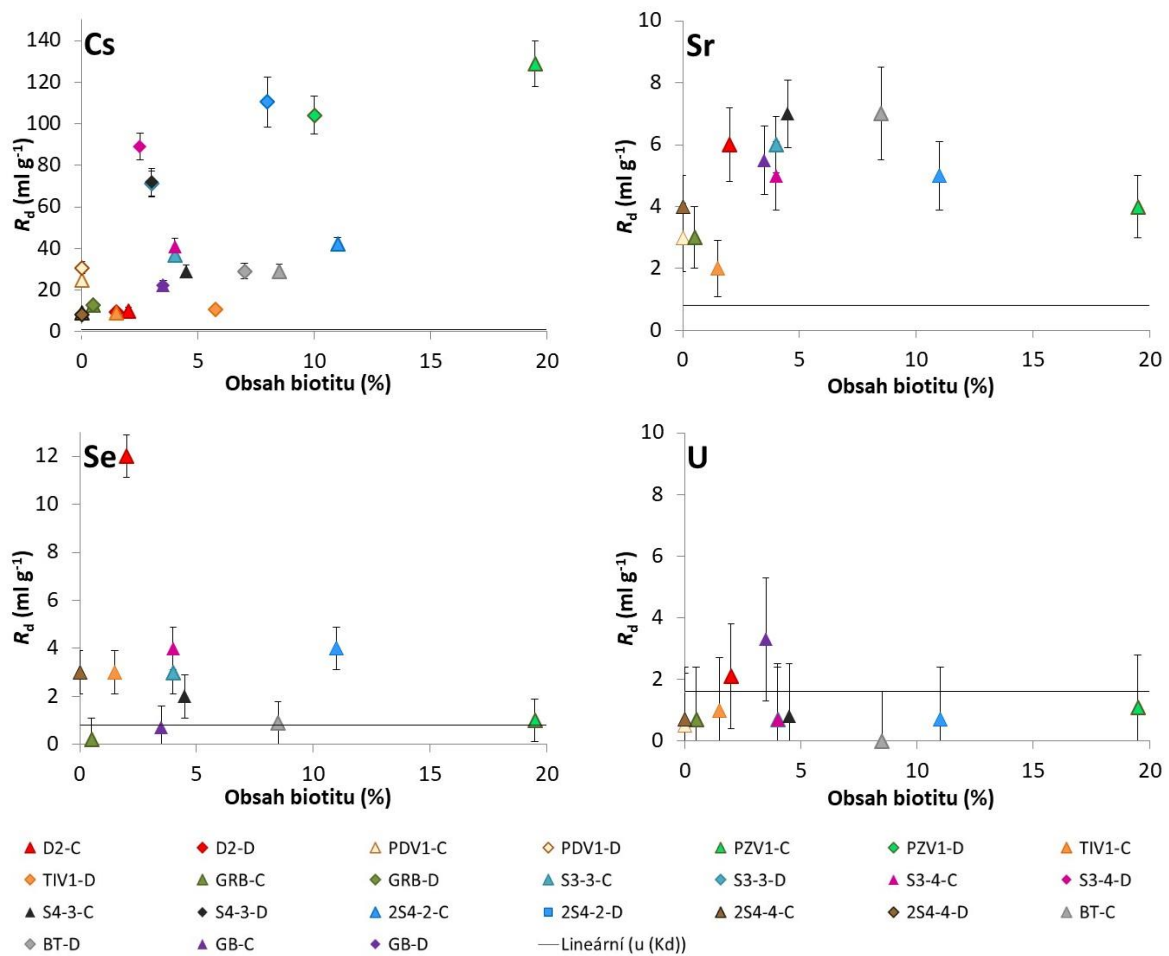 Cs
140
120
100
80
60
40
20
0
R_d (ml g⁻¹)
0 5 10 15 20
Obsah biotitu (%)
Sr
10
8
6
4
2
0
R_d (ml g⁻¹)
0 5 10 15 20
Obsah biotitu (%)
Se
12
10
8
6
4
2
0
R_d (ml g⁻¹)
0 5 10 15 20
Obsah biotitu (%)
U
10
8
6
4
2
0
R_d (ml g⁻¹)
0 5 10 15 20
Obsah biotitu (%)
D2-C D2-D PDV1-C PDV1-D PZV1-C PZV1-D TIV1-C
TIV1-D GRB-C GRB-D S3-3-C S3-3-D S3-4-C S3-4-D
S4-3-C S4-3-D 2S4-2-C 2S4-2-D 2S4-4-C 2S4-4-D BT-C
BT-D GB-C GB-D Lineární (u (Kd))